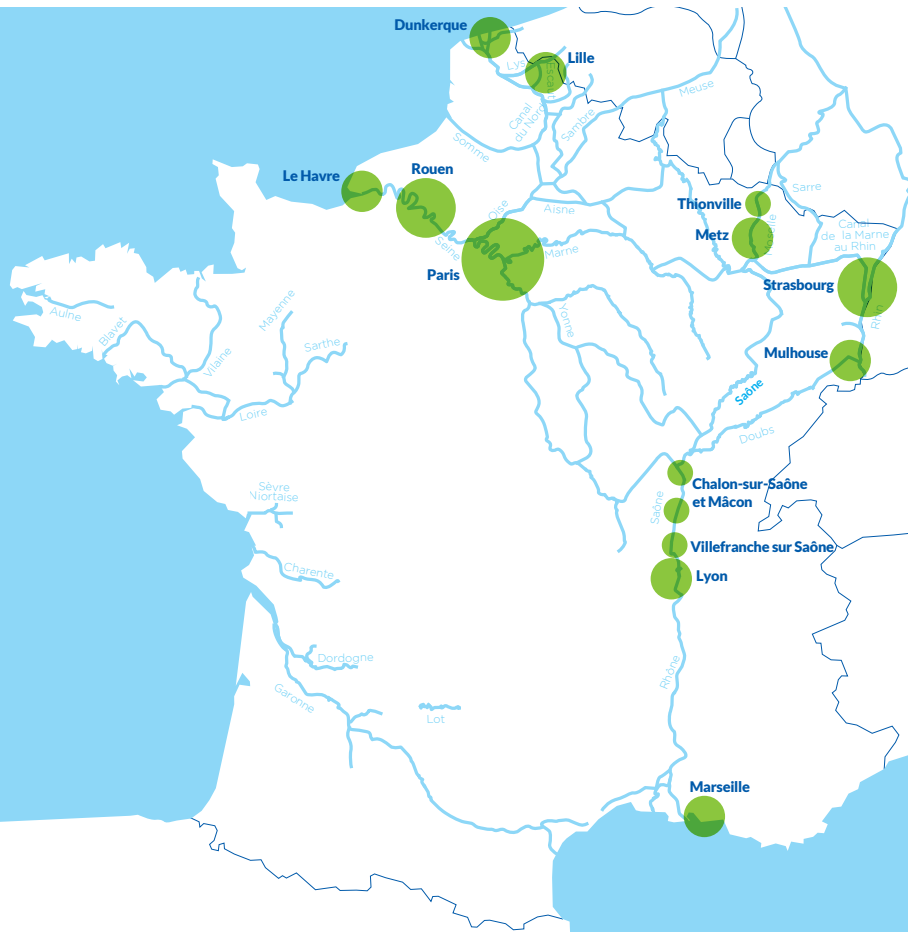 Dunkerque
Lille
Lys
Escaut
Canal
du Nord
Sambre
Meuse
Somme
Le Havre
Rouen
Thionville
Sarre
Oise
Aisne
Metz
Moselle
Canal
de la Marne
au Rhin
Seine
Marne
Paris
Strasbourg
Aulne
Blavet
Mayenne
Yonne
Rhin
Vilaine
Sarthe
Mulhouse
Saône
Loire
Doubs
Sèvre
Niortaise
Saône
Chalon-sur-Saône
et Mâcon
Villefranche sur Saône
Charente
Lyon
Dordogne
Rhône
Garonne
Lot
Marseille